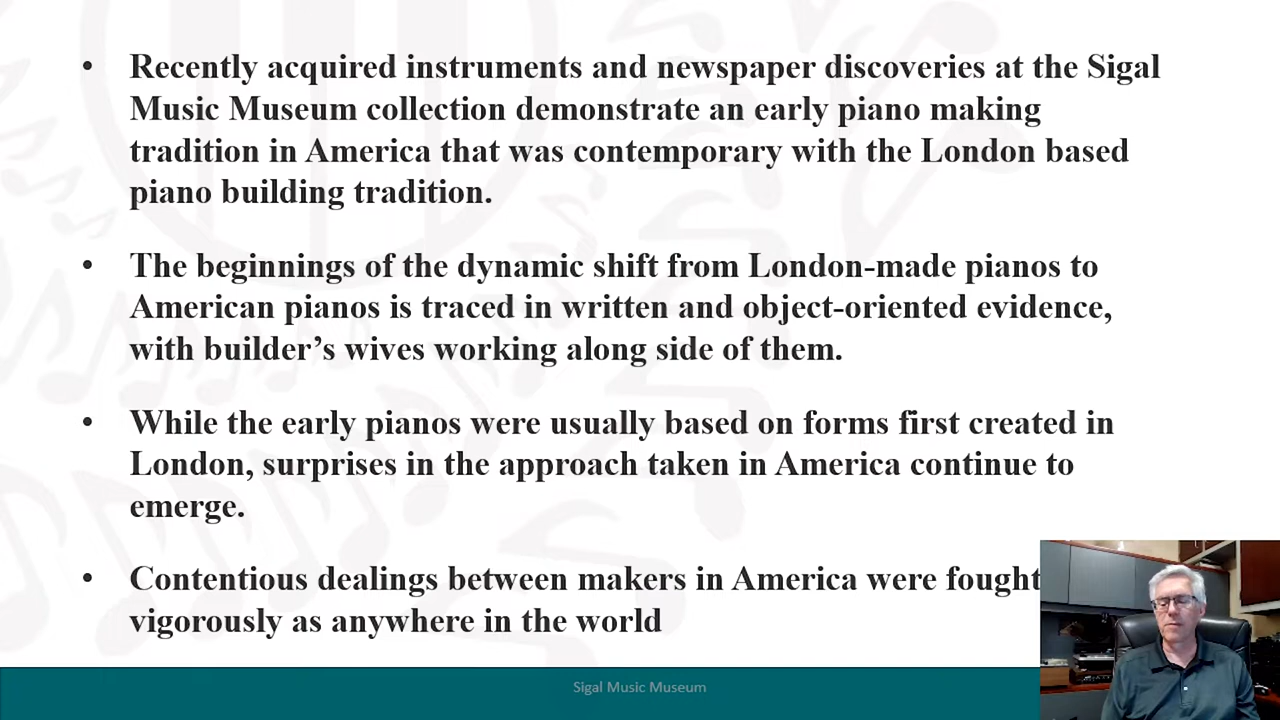 • Recently acquired instruments and newspaper discoveries at the Sigal
Music Museum collection demonstrate an early piano making
tradition in America that was contemporary with the London based
piano building tradition.
• The beginnings of the dynamic shift from London-made pianos to
American pianos is traced in written and object-oriented evidence,
with builder’s wives working along side of them.
• While the early pianos were usually based on forms first created in
London, surprises in the approach taken in America continue to
emerge.
• Contentious dealings between makers in America were fought
vigorously as anywhere in the world
Sigal Music Museum